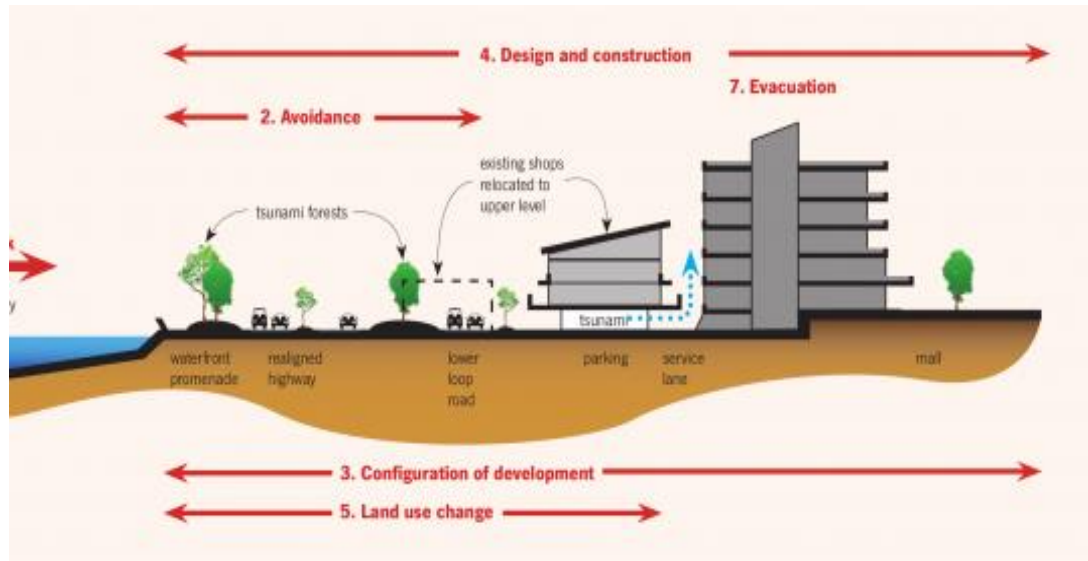 4. Design and construction
7. Evacuation
2. Avoidance
existing shops
relocated to
upper level
tsunami forests
tsunami
waterfront
promenade
realigned
highway
lower
loop
road
parking
service
lane
mall
3. Configuration of development
5. Land use change